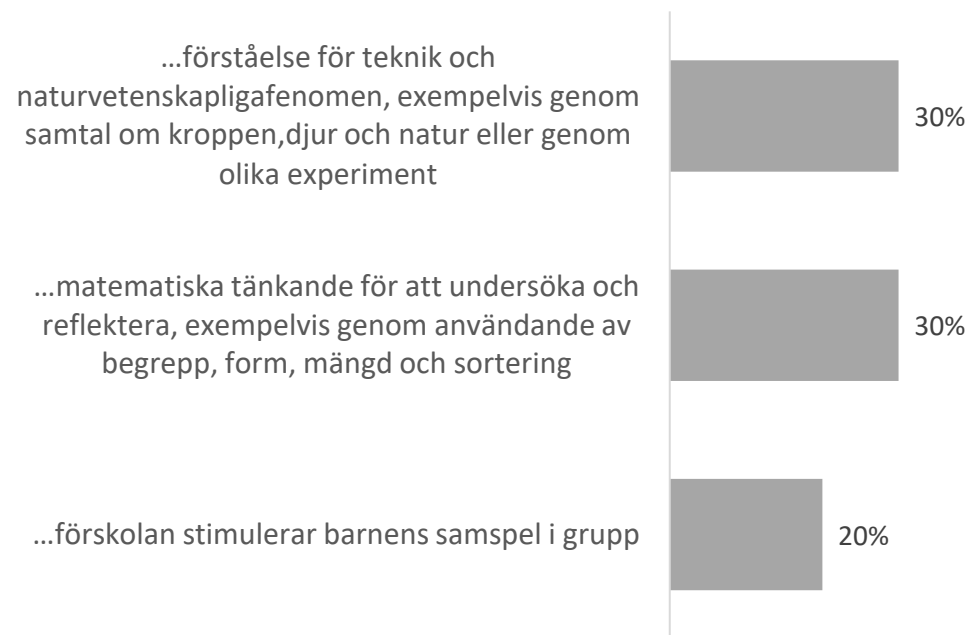 ...förståelse för teknik och
naturvetenskapligafenomen, exempelvis genom
samtal om kroppen,djur och natur eller genom
olika experiment
30%
...matematiska tänkande för att undersöka och
reflektera, exempelvis genom användande av
begrepp, form, mängd och sortering
30%
...förskolan stimulerar barnens samspel i grupp
20%